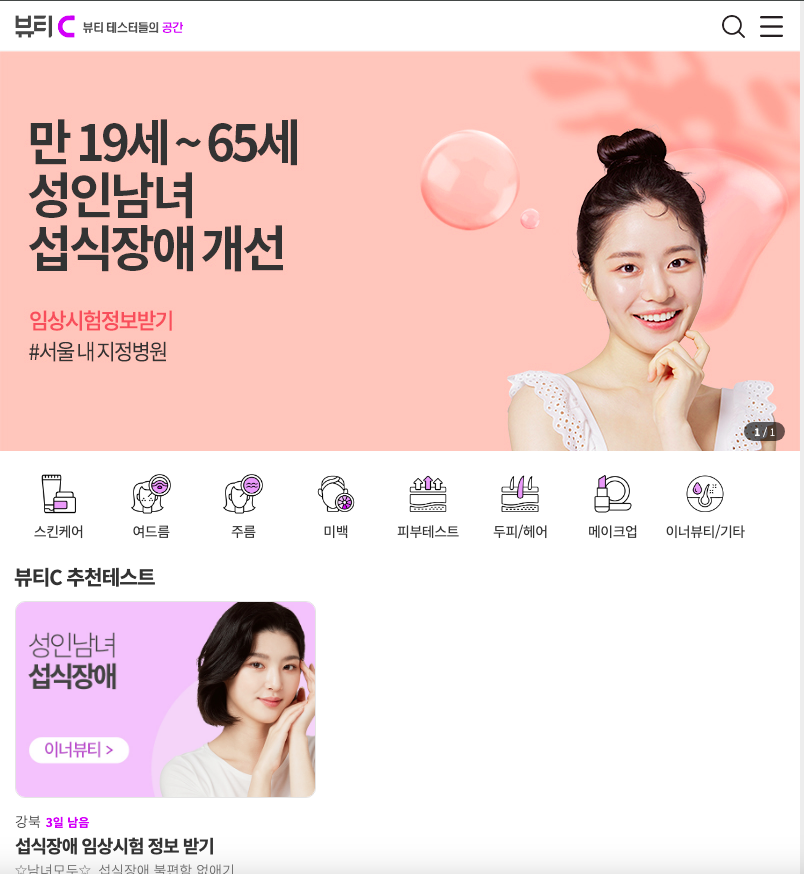 뷰티 C 뷰티 테스터들의 공간
만 19세 ~ 65세
성인남녀
섭식장애 개선
임상시험정보받기
#서울 내 지정병원
1 / 1
스킨케어 여드름 주름 미백 피부테스트 두피/헤어 메이크업 이너뷰티/기타
뷰티C 추천테스트
성인남녀
섭식장애
이너뷰티 >
강북 3일 남음
섭식장애 임상시험 정보 받기
☆남녀모두☆ 섭식장애 불편함 없애기